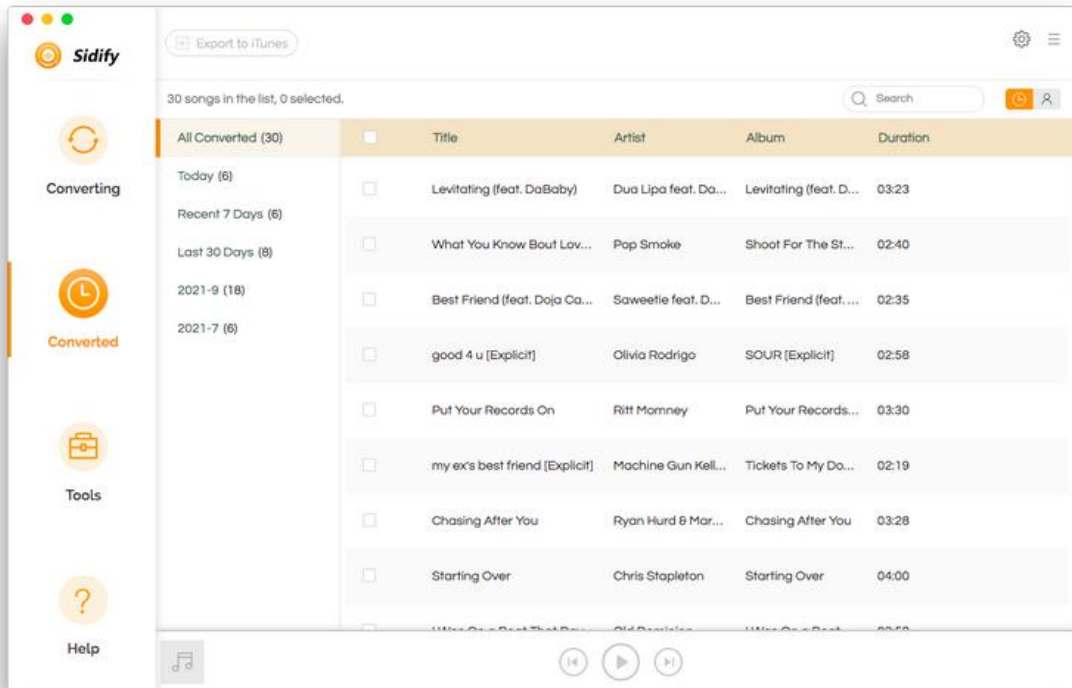 Sidify
Export to iTunes
30 songs in the list, 0 selected.
Search
Converting
Converted
Tools
Help
All Converted (30)
Today (6)
Recent 7 Days (6)
Last 30 Days (8)
2021-9 (18)
2021-7 (6)
Title Artist Album Duration
Levitating (feat. DaBaby) Dua Lipa feat. Da... Levitating (feat. D... 03:23
What You Know Bout Lov... Pop Smoke Shoot For The St... 02:40
Best Friend (feat. Doja Ca... Saweetie feat. D... Best Friend (feat. ... 02:35
good 4 u [Explicit] Olivia Rodrigo SOUR [Explicit] 02:58
Put Your Records On Ritt Momney Put Your Records... 03:30
my ex's best friend [Explicit] Machine Gun Kell... Tickets To My Do... 02:19
Chasing After You Ryan Hurd & Mar... Chasing After You 03:28
Starting Over Chris Stapleton Starting Over 04:00